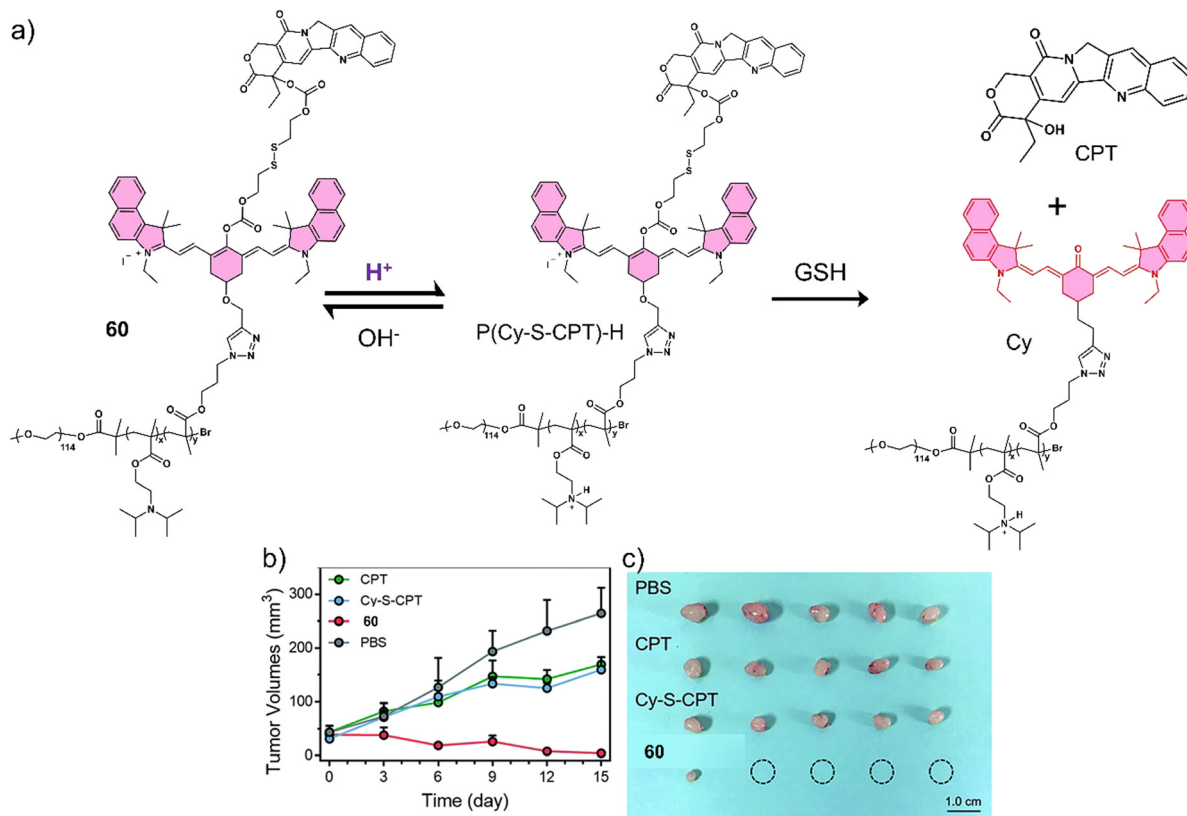 a)
H⁺
OH⁻
60
P(Cy-S-CPT)-H
GSH
CPT
+
Cy
O
N
S
OH
I⁻
N⁺
H
Br
114
x
y
b)
CPT
Cy-S-CPT
60
PBS
Tumor Volumes (mm³)
300
200
100
0
0 3 6 9 12 15
Time (day)
c)
PBS
CPT
Cy-S-CPT
60
1.0 cm